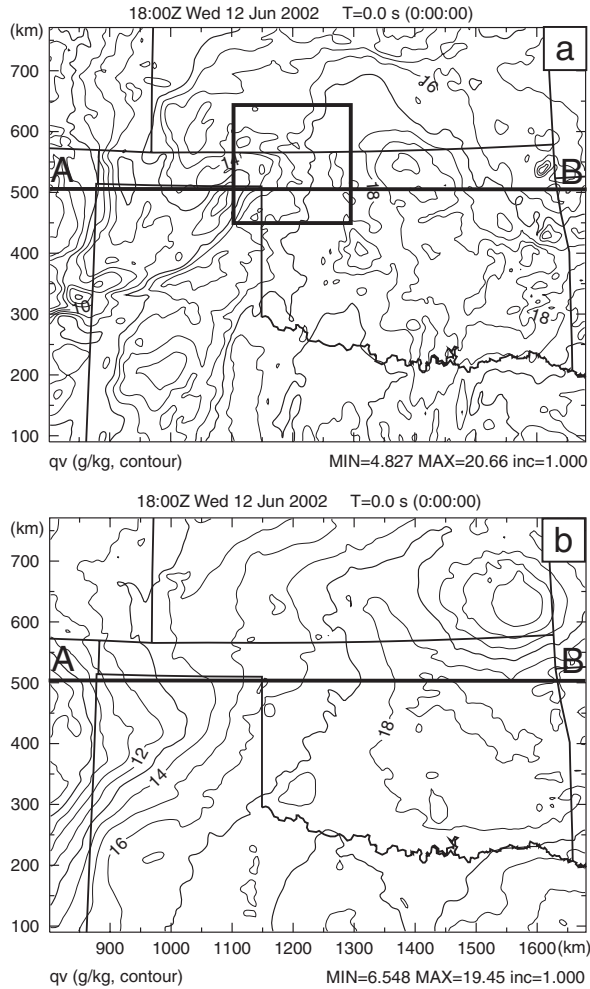 18:00Z Wed 12 Jun 2002 T=0.0 s (0:00:00)
(km)
a
700
16
600
14
A
B
500
18
400
10
300
18
200
100
qv (g/kg, contour) MIN=4.827 MAX=20.66 inc=1.000
18:00Z Wed 12 Jun 2002 T=0.0 s (0:00:00)
(km)
b
700
600
A
B
500
18
400
12
14
300
16
200
100
900 1000 1100 1200 1300 1400 1500 1600 (km)
qv (g/kg, contour) MIN=6.548 MAX=19.45 inc=1.000